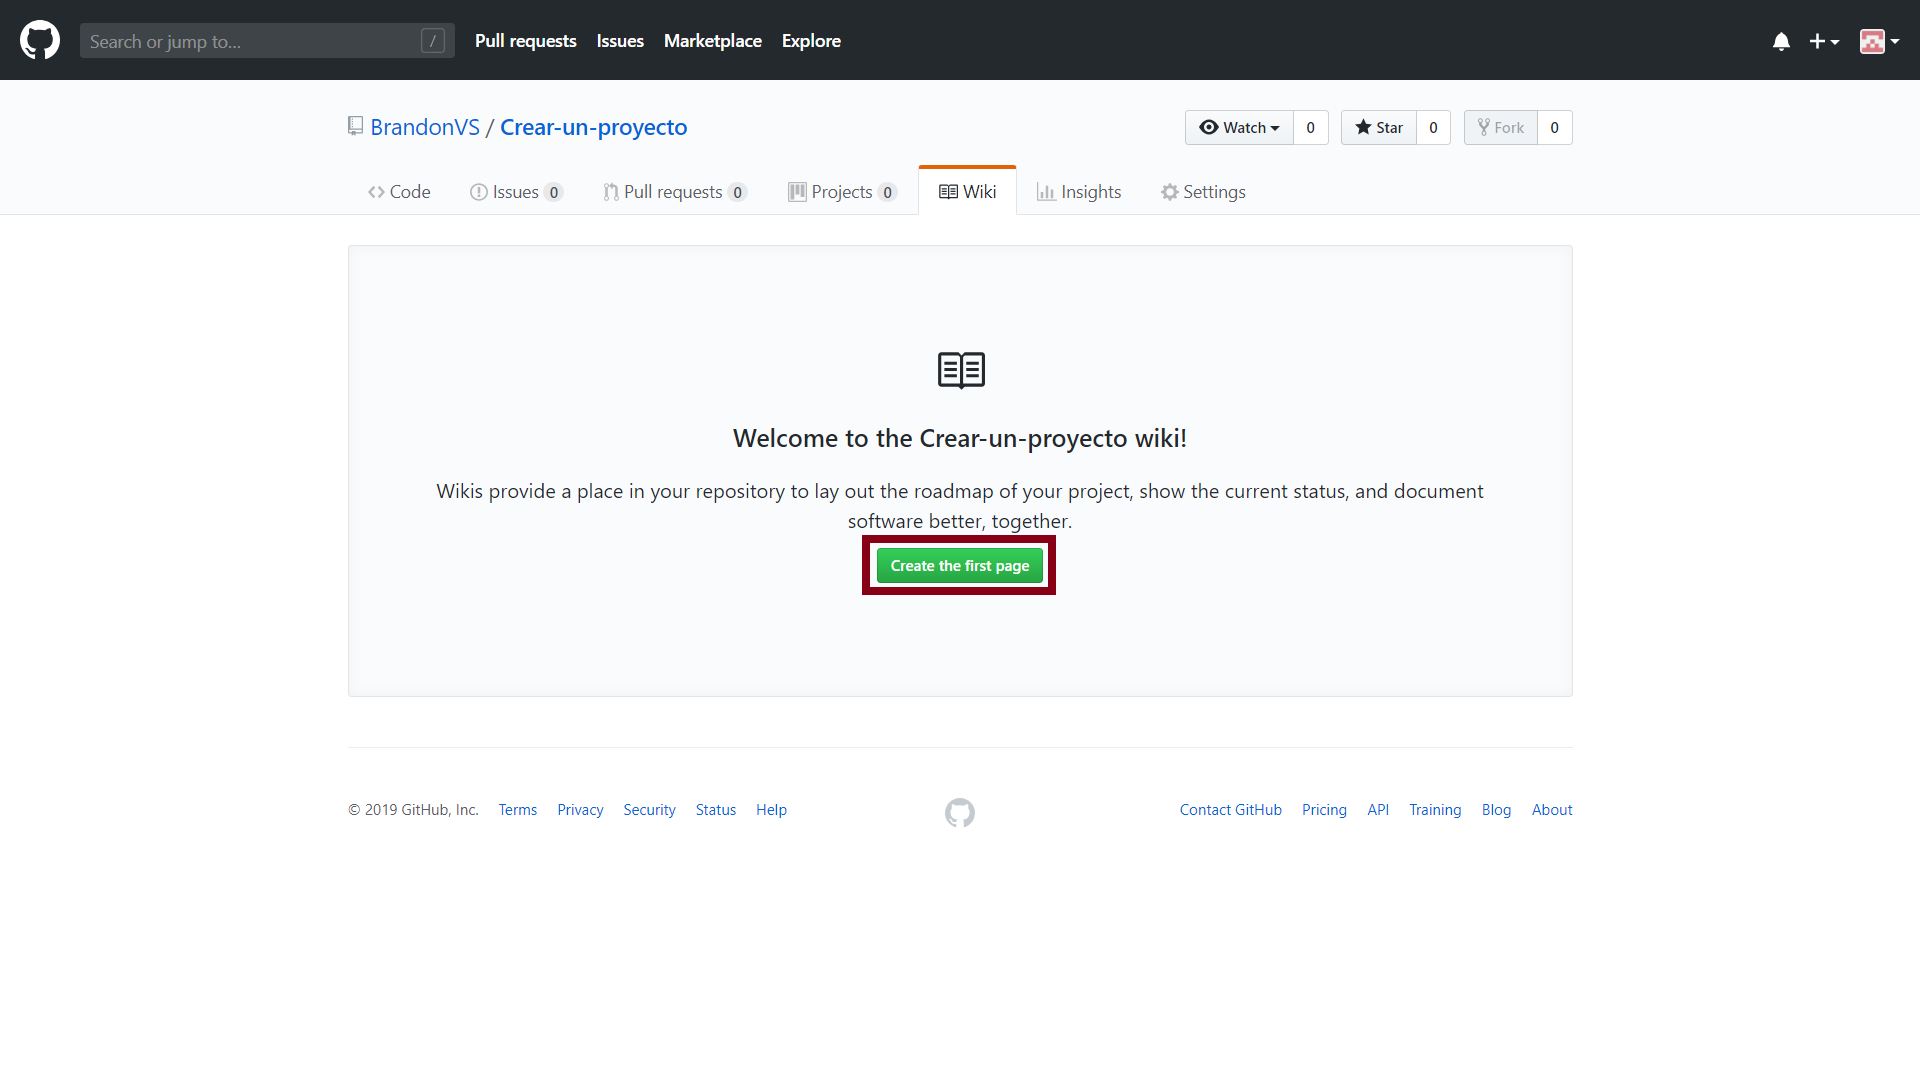 Search or jump to... / Pull requests Issues Marketplace Explore
BrandonVS / Crear-un-proyecto Watch 0 Star 0 Fork 0
Code Issues 0 Pull requests 0 Projects 0 Wiki Insights Settings
Welcome to the Crear-un-proyecto wiki!
Wikis provide a place in your repository to lay out the roadmap of your project, show the current status, and document
software better, together.
Create the first page
© 2019 GitHub, Inc. Terms Privacy Security Status Help Contact GitHub Pricing API Training Blog About